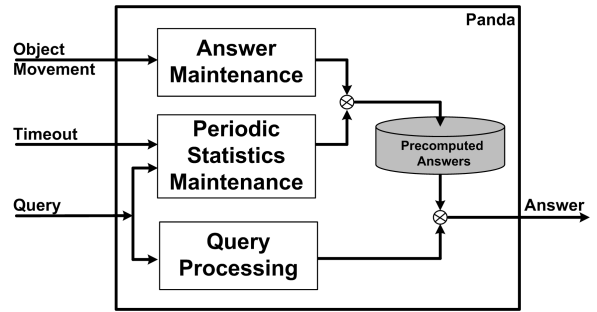 Panda
Object
Movement
Answer
Maintenance
Timeout
Periodic
Statistics
Maintenance
Precomputed
Answers
Query
Query
Processing
Answer